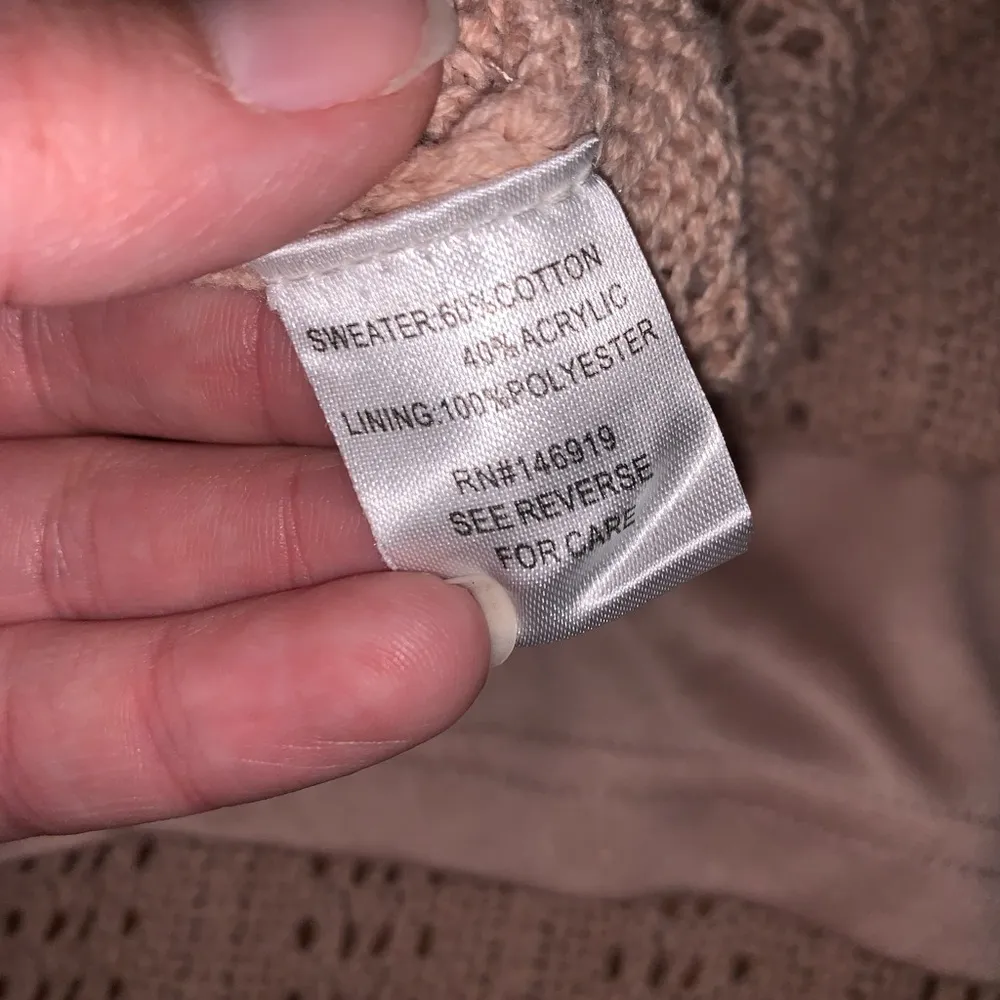 SWEATER:60%COTTON
40%ACRYLIC
LINING:100%POLYESTER
RN#146919
SEE REVERSE
FOR CARE